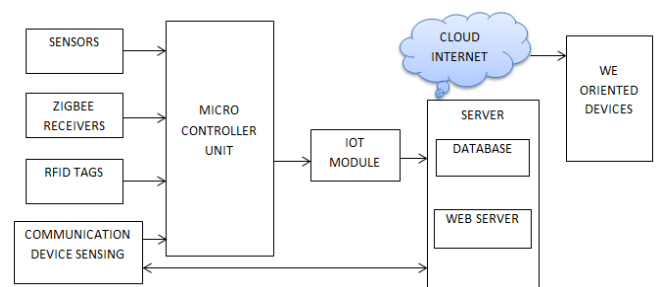 SENSORS
ZIGBEE
RECEIVERS
RFID TAGS
COMMUNICATION
DEVICE SENSING
MICRO
CONTROLLER
UNIT
IOT
MODULE
CLOUD
INTERNET
SERVER
DATABASE
WEB SERVER
WE
ORIENTED
DEVICES